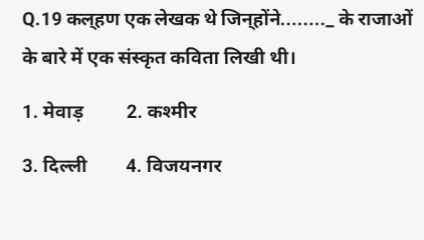 Q.19 कल्हण एक लेखक थे जिन्होंने........_ के राजाओं
के बारे में एक संस्कृत कविता लिखी थी।
1. मेवाड़ 2. कश्मीर
3. दिल्ली 4. विजयनगर